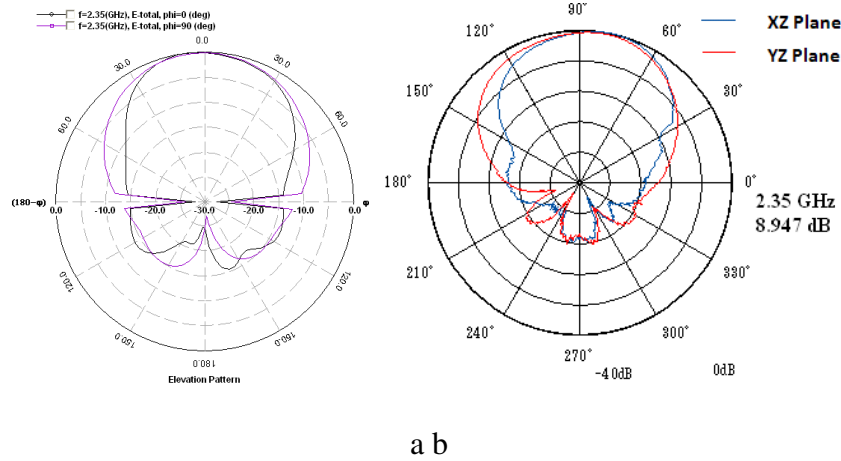 f=2.35(GHz), E-total, phi=0 (deg)
f=2.35(GHz), E-total, phi=90 (deg)
0.0
30.0
30.0
60.0
60.0
(180-φ)
φ
0.0 -10.0 -20.0 -30.0 -20.0 -10.0 0.0
120.0
120.0
150.0
150.0
180.0
Elevation Pattern
XZ Plane
YZ Plane
90°
120° 60°
150° 30°
180° 0°
2.35 GHz
8.947 dB
210° 330°
240° 300°
270°
-40dB 0dB
a b